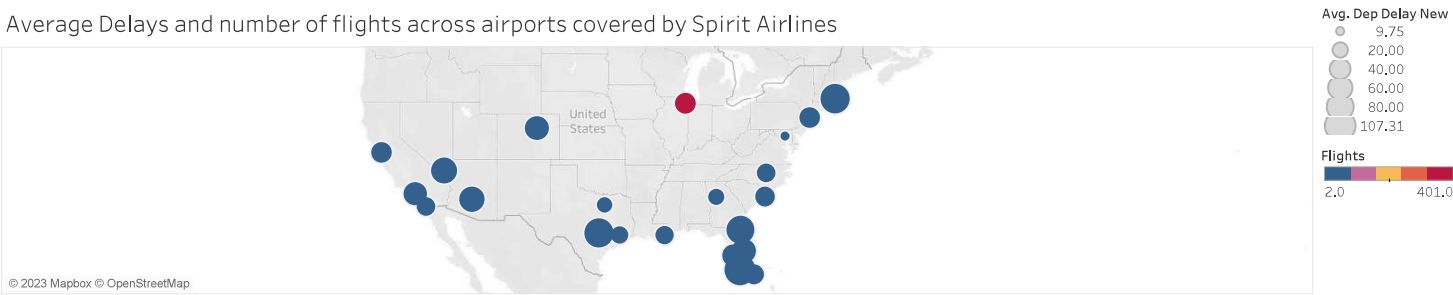 Average Delays and number of flights across airports covered by Spirit Airlines
United
States
© 2023 Mapbox © OpenStreetMap
Avg. Dep Delay New
9.75
20.00
40.00
60.00
80.00
107.31
Flights
2.0 401.0